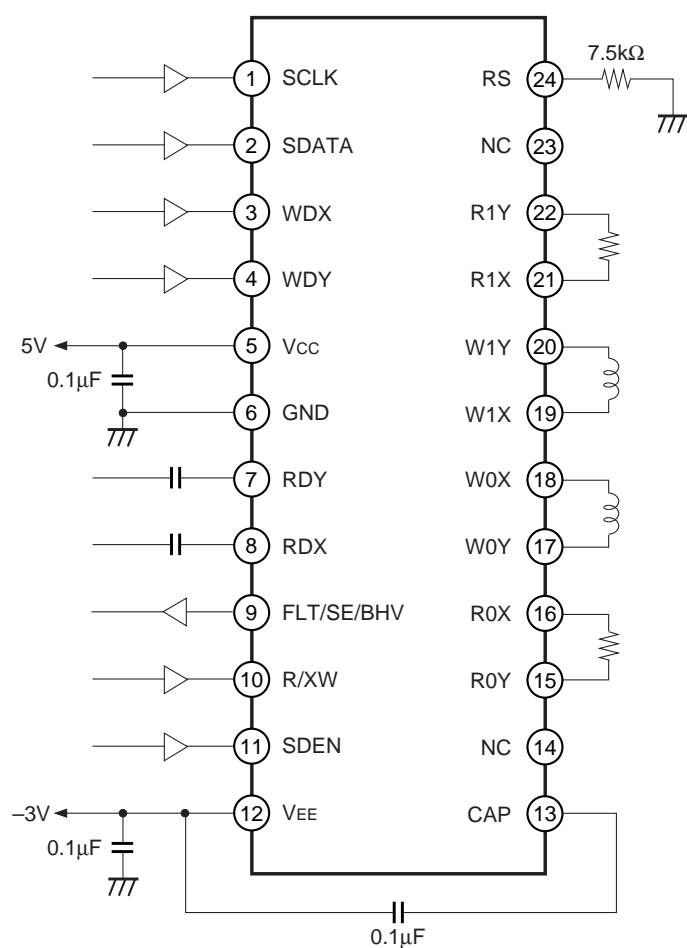 7.5kΩ
1 SCLK RS 24
2 SDATA NC 23
3 WDX R1Y 22
4 WDY R1X 21
5V 5 VCC W1Y 20
0.1μF
6 GND W1X 19
7 RDY W0X 18
8 RDX W0Y 17
9 FLT/SE/BHV R0X 16
10 R/XW R0Y 15
11 SDEN NC 14
–3V 12 VEE CAP 13
0.1μF
0.1μF